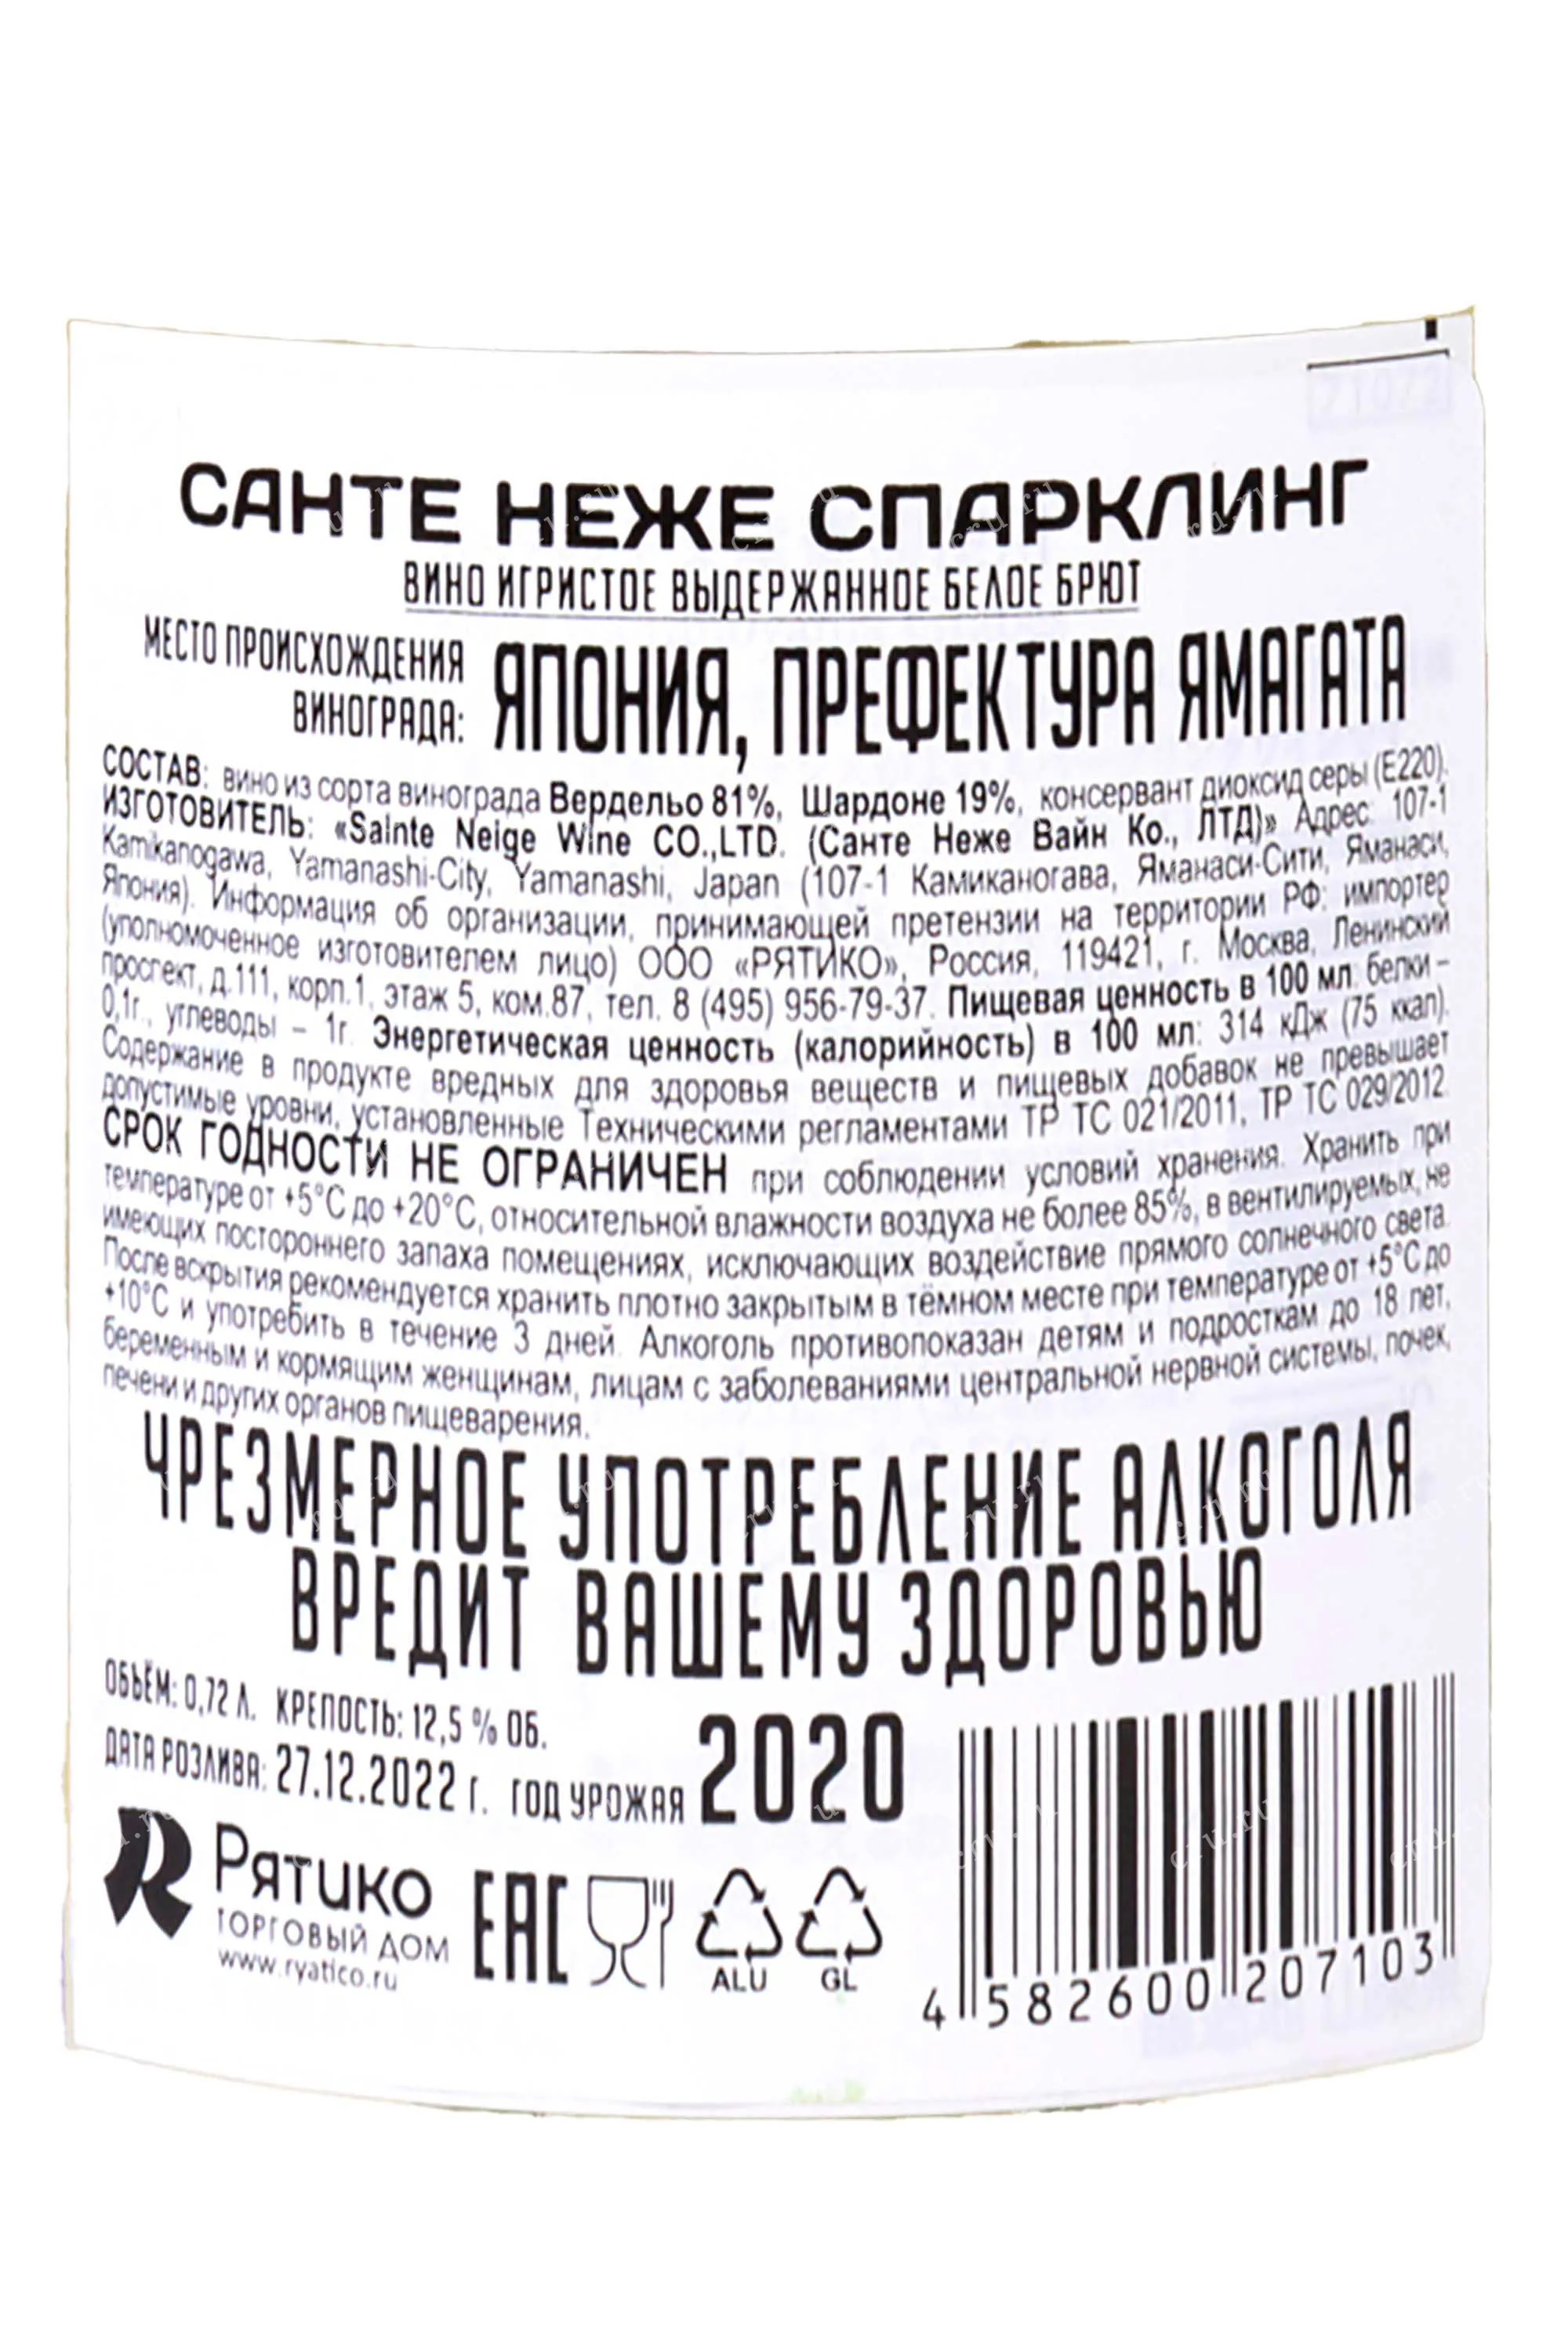 САНТЕ НЕЖЕ СПАРКЛИНГ
ВИНО ИГРИСТОЕ ВЫДЕРЖАННОЕ БЕЛОЕ БРЮТ
МЕСТО ПРОИСХОЖДЕНИЯ
ВИНОГРАДА:
ЯПОНИЯ, ПРЕФЕКТУРА ЯМАГАТА
СОСТАВ: вино из сорта винограда Вердельо 81%, Шардоне 19%, консервант диоксид серы (Е220).
ИЗГОТОВИТЕЛЬ: «Sainte Neige Wine CO.,LTD. (Санте Неже Вайн Ко., ЛТД)» Адрес: 107-1
Kamikanogawa, Yamanashi-City, Yamanashi, Japan (107-1 Камиканогава, Яманаси-Сити, Яманаси,
Япония). Информация об организации, принимающей претензии на территории РФ: импортер
(уполномоченное изготовителем лицо) ООО «РЯТИКО», Россия, 119421, г. Москва, Ленинский
проспект, д.111, корп.1, этаж 5, ком.87, тел. 8 (495) 956-79-37. Пищевая ценность в 100 мл: белки –
0,1г., углеводы – 1г. Энергетическая ценность (калорийность) в 100 мл: 314 кДж (75 ккал).
Содержание в продукте вредных для здоровья веществ и пищевых добавок не превышает
допустимые уровни, установленные Техническими регламентами ТР ТС 021/2011, ТР ТС 029/2012.
СРОК ГОДНОСТИ НЕ ОГРАНИЧЕН при соблюдении условий хранения. Хранить при
температуре от +5°С до +20°С, относительной влажности воздуха не более 85%, в вентилируемых, не
имеющих постороннего запаха помещениях, исключающих воздействие прямого солнечного света.
После вскрытия рекомендуется хранить плотно закрытым в тёмном месте при температуре от +5°С до
+10°С и употребить в течение 3 дней. Алкоголь противопоказан детям и подросткам до 18 лет,
беременным и кормящим женщинам, лицам с заболеваниями центральной нервной системы, почек,
печени и других органов пищеварения.
ЧРЕЗМЕРНОЕ УПОТРЕБЛЕНИЕ АЛКОГОЛЯ
ВРЕДИТ ВАШЕМУ ЗДОРОВЬЮ
ОБЪЁМ: 0,72 Л. КРЕПОСТЬ: 12,5 % ОБ.
ДАТА РОЗЛИВА: 27.12.2022 г. ГОД УРОЖАЯ 2020
Рятико
ТОРГОВЫЙ ДОМ
www.ryatico.ru
EAC
ALU
GL
4 582600 207103